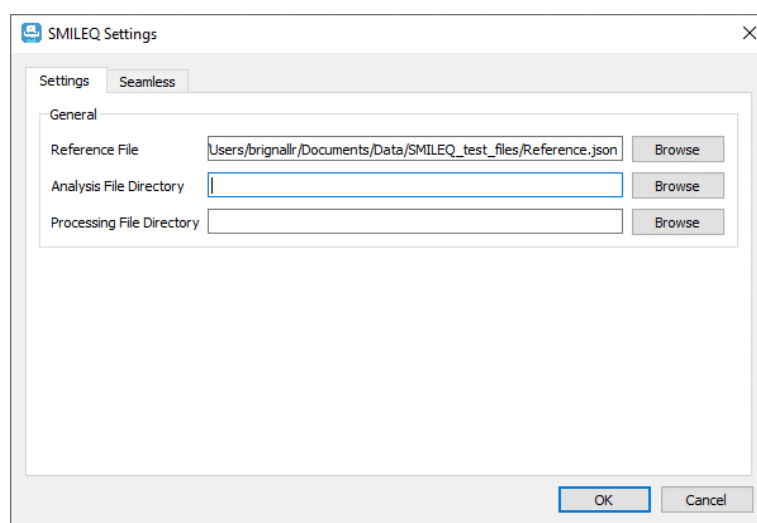 SMILEQ Settings
Settings Seamless
General
Reference File Users/brignallr/Documents/Data/SMILEQ_test_files/Reference.json Browse
Analysis File Directory Browse
Processing File Directory Browse
OK Cancel